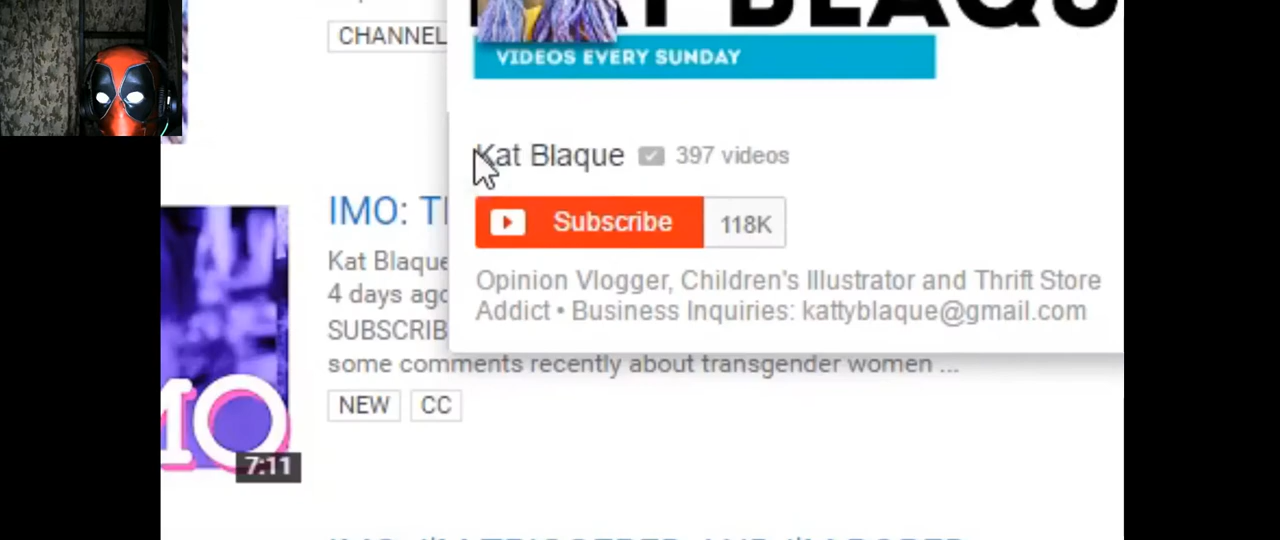 CHANNEL
VIDEOS EVERY SUNDAY
Kat Blaque 397 videos
Subscribe 118K
Opinion Vlogger, Children's Illustrator and Thrift Store
Addict • Business Inquiries: kattyblaque@gmail.com
IMO:
Kat Blaque
4 days ago
SUBSCRIB
some comments recently about transgender women ...
NEW CC
7:11